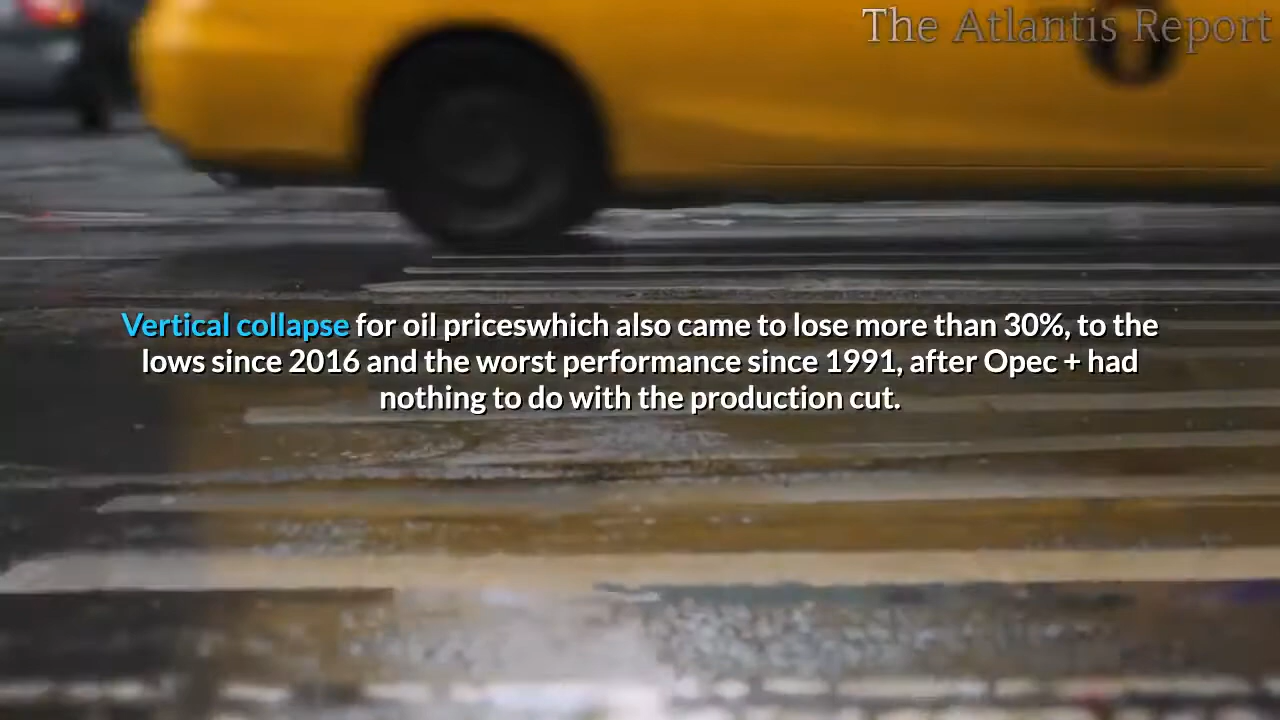 The Atlantis Report
Vertical collapse for oil priceswhich also came to lose more than 30%, to the
lows since 2016 and the worst performance since 1991, after Opec + had
nothing to do with the production cut.